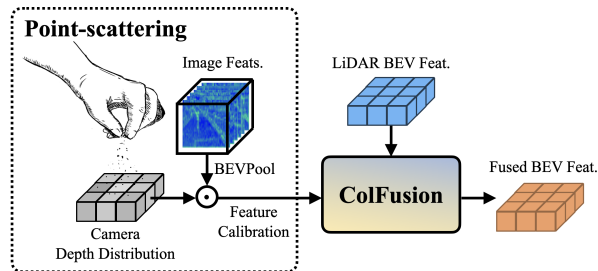 Point-scattering
Image Feats.
LiDAR BEV Feat.
BEVPool
ColFusion
Fused BEV Feat.
Feature
Calibration
Camera
Depth Distribution